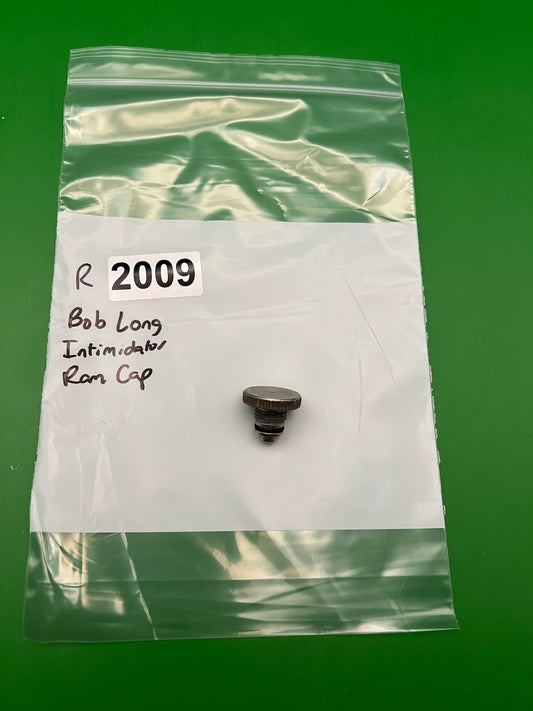 R 2009
Bob Long
Intimidator
Ram Cap